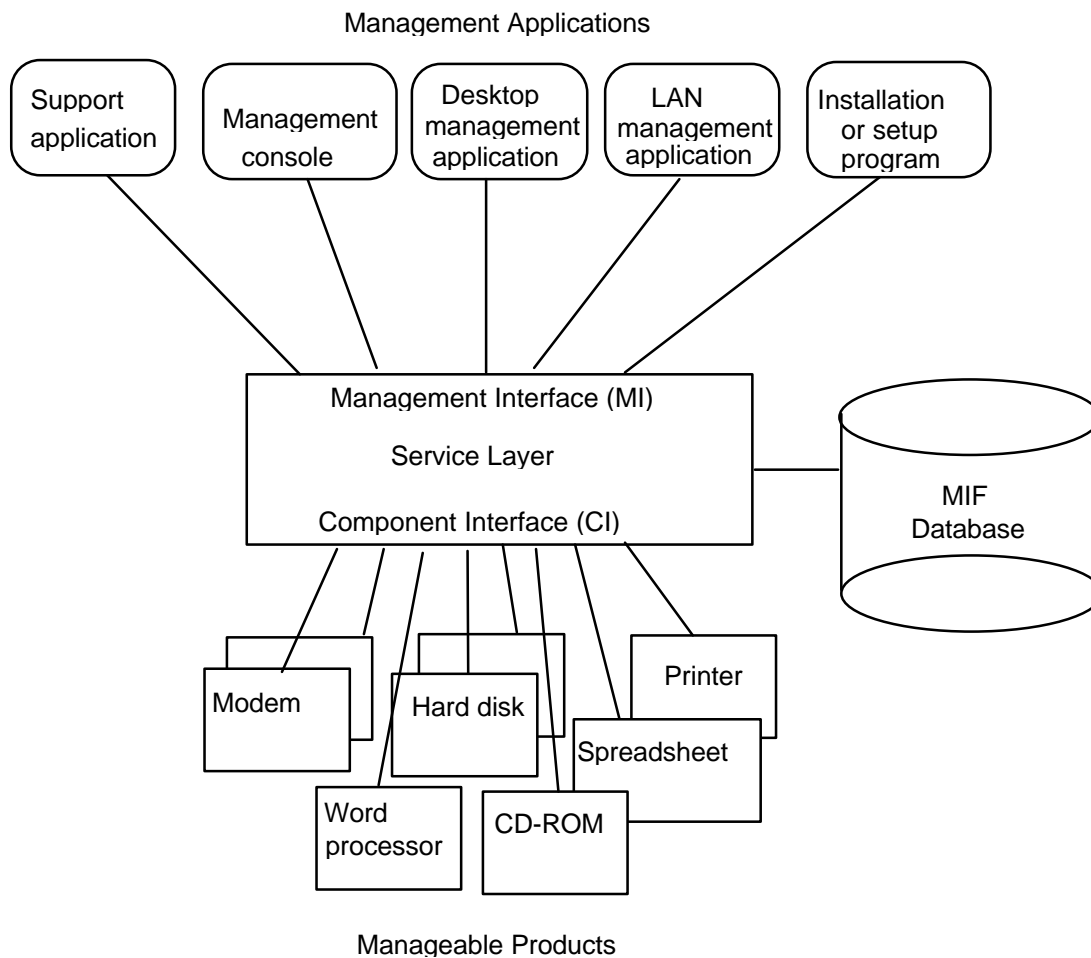 Management Applications
Support
application
Management
console
Desktop
management
application
LAN
management
application
Installation
or setup
program
Management Interface (MI)
Service Layer
Component Interface (CI)
MIF
Database
Modem
Hard disk
Printer
Spreadsheet
Word
processor
CD-ROM
Manageable Products